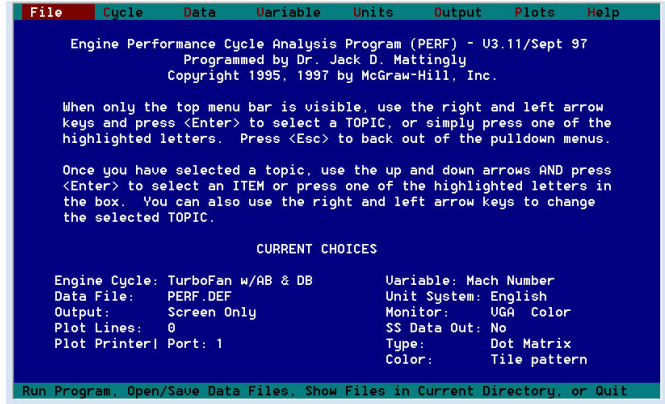 File Cycle Data Variable Units Output Plots Help
Engine Performance Cycle Analysis Program (PERF) - V3.11/Sept 97
Programmed by Dr. Jack D. Mattingly
Copyright 1995, 1997 by McGraw-Hill, Inc.
When only the top menu bar is visible, use the right and left arrow
keys and press <Enter> to select a TOPIC, or simply press one of the
highlighted letters. Press <Esc> to back out of the pulldown menus.
Once you have selected a topic, use the up and down arrows AND press
<Enter> to select an ITEM or press one of the highlighted letters in
the box. You can also use the right and left arrow keys to change
the selected TOPIC.
CURRENT CHOICES
Engine Cycle: TurboFan w/AB & DB Variable: Mach Number
Data File: PERF.DEF Unit System: English
Output: Screen Only Monitor: VGA Color
Plot Lines: 0 SS Data Out: No
Plot Printer| Port: 1 Type: Dot Matrix
Color: Tile pattern
Run Program, Open/Save Data Files, Show Files in Current Directory, or Quit